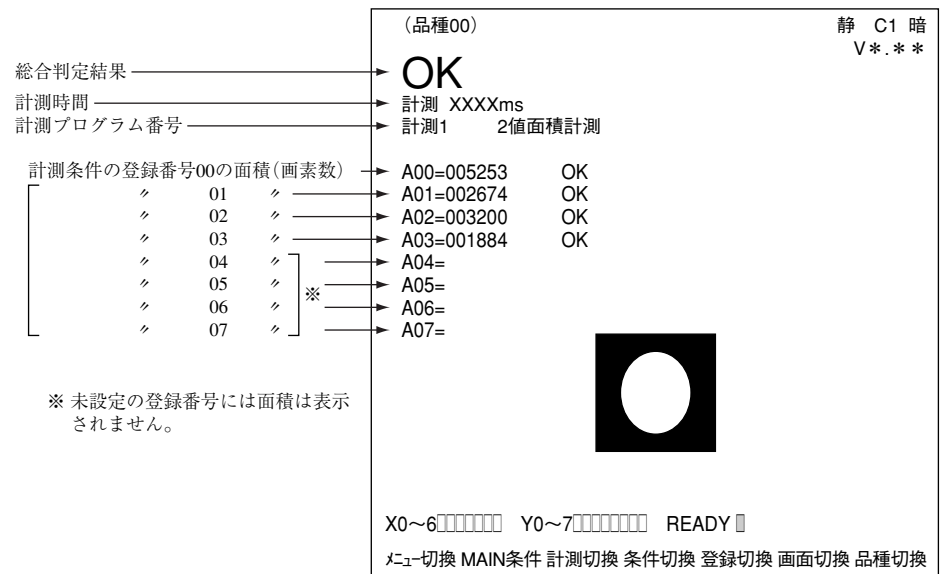 （品種00）
静 C1 暗
V＊.＊＊
総合判定結果
OK
計測時間
計測 XXXXms
計測プログラム番号
計測1 2値面積計測
計測条件の登録番号00の面積（画素数）
A00=005253 OK
〃 01 〃
A01=002674 OK
〃 02 〃
A02=003200 OK
〃 03 〃
A03=001884 OK
〃 04 〃
A04=
〃 05 〃
A05=
※
〃 06 〃
A06=
〃 07 〃
A07=
※ 未設定の登録番号には面積は表示
されません。
X0～6 Y0～7 READY
ﾒﾆｭｰ切換 MAIN条件 計測切換 条件切換 登録切換 画面切換 品種切換